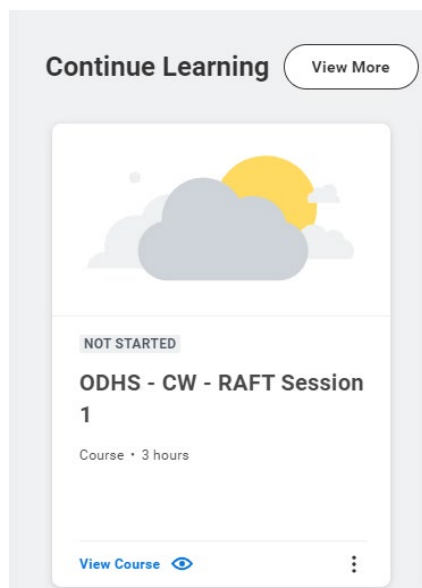 Continue Learning
View More
NOT STARTED
ODHS - CW - RAFT Session
1
Course • 3 hours
View Course